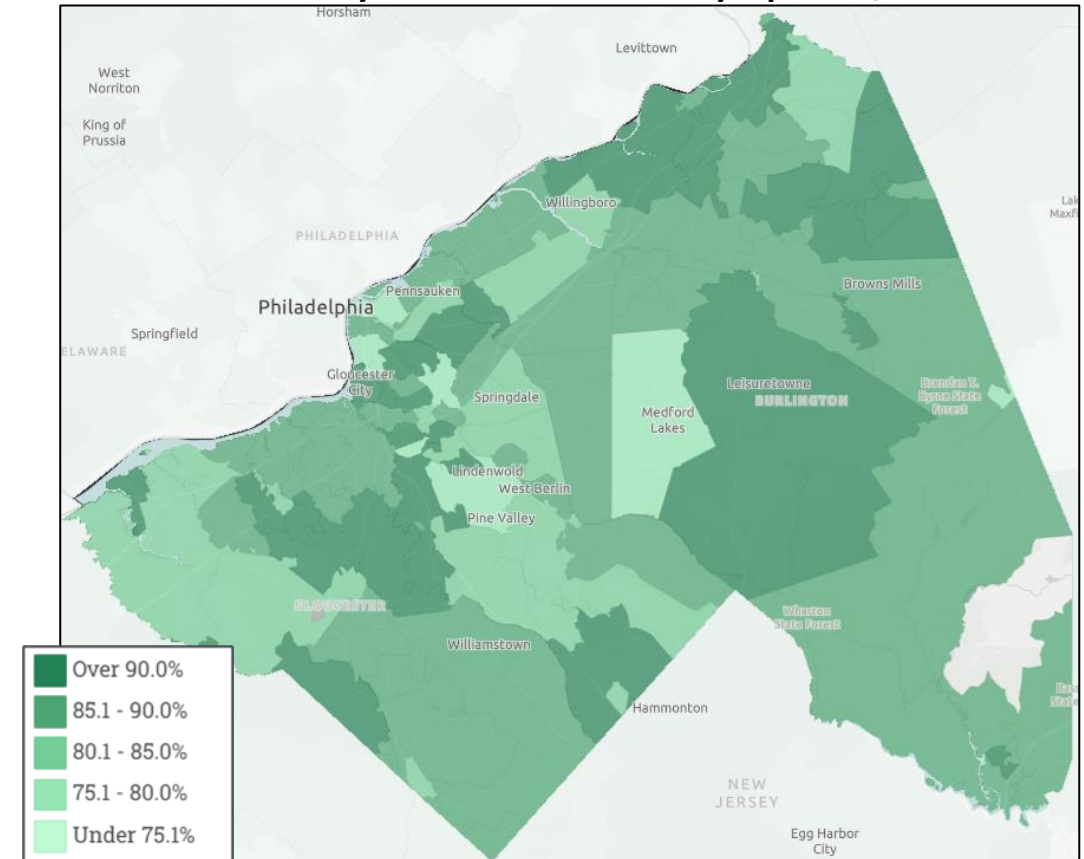 Horsham
Levittown
West
Norriton
King of
Prussia
Lak
Maxfi
Willingboro
PHILADELPHIA
Browns Mills
Pennsauken
Philadelphia
Springfield
ELAWARE
Gloucester
City
Leisuretowne
Brendan T.
Byrne State
Forest
BURLINGTON
Springdale
Medford
Lakes
Lindenwold
West Berlin
Pine Valley
GLOUCESTER
Wharton
State Forest
Williamstown
Over 90.0%
85.1 - 90.0%
80.1 - 85.0%
75.1 - 80.0%
Under 75.1%
Bas
State
Hammonton
NEW
JERSEY
Egg Harbor
City